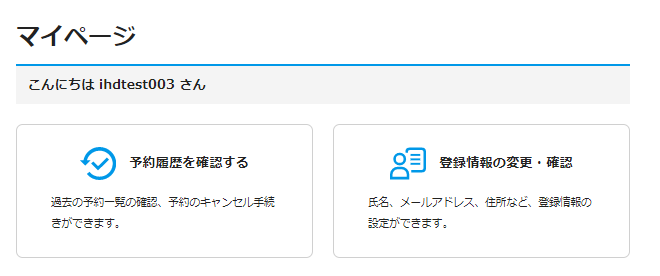 マイページ
こんにちは ihdtest003 さん
予約履歴を確認する
過去の予約一覧の確認、予約のキャンセル手続
きができます。
登録情報の変更・確認
氏名、メールアドレス、住所など、登録情報の
設定ができます。